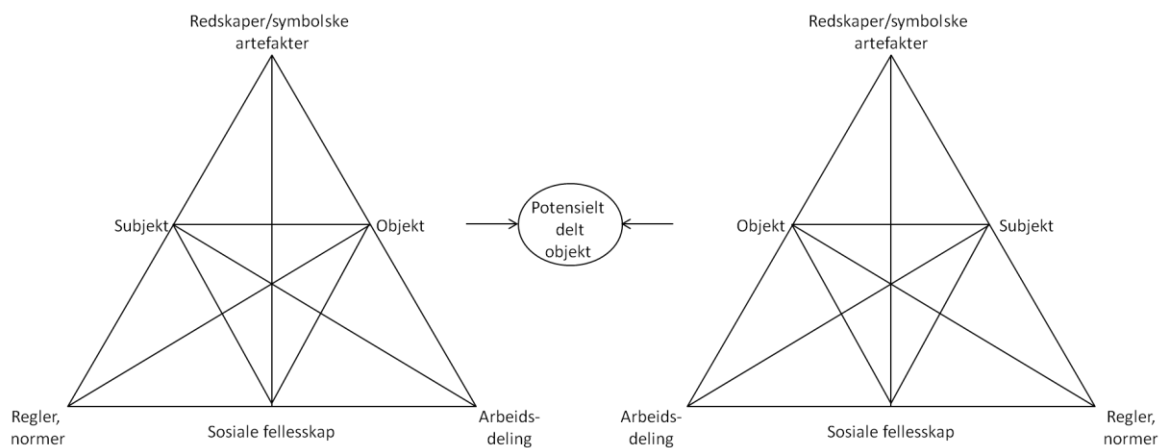 Redskaper/symbolske
artefakter
Redskaper/symbolske
artefakter
Subjekt
Objekt
Potensielt
delt
objekt
Objekt
Subjekt
Regler,
normer
Sosiale fellesskap
Arbeids-
deling
Arbeids-
deling
Sosiale fellesskap
Regler,
normer